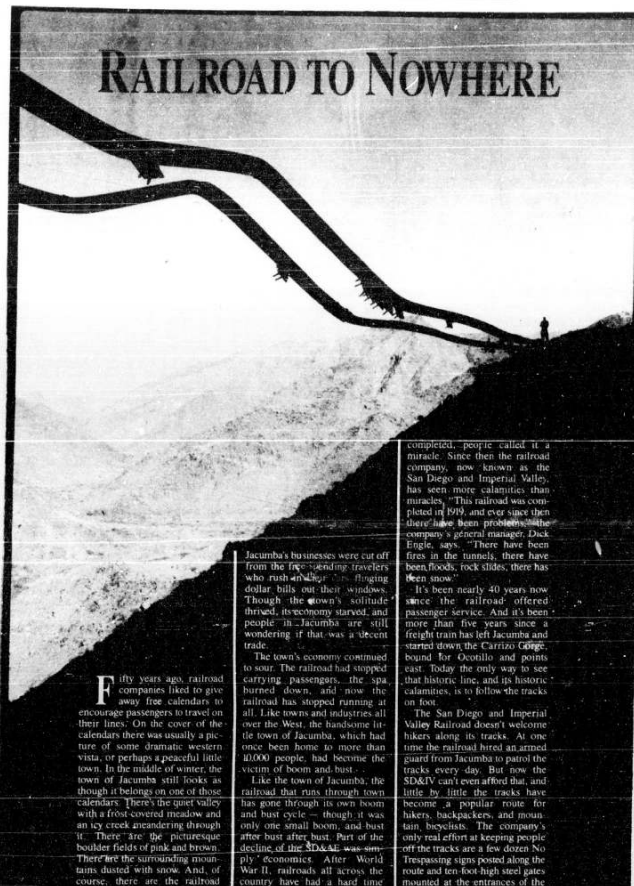 RAILROAD TO NOWHERE
Fifty years ago, railroad
companies liked to give
away free calendars to
encourage passengers to travel on
their lines. On the cover of the
calendars there was usually a pic-
ture of some dramatic western
vista, or perhaps a peaceful little
town. In the middle of winter, the
town of Jacumba still looks as
though it belongs on one of those
calendars. There's the quiet valley
with a frost-covered meadow and
an icy creek meandering through
it. There are the picturesque
boulder fields of pink and brown.
There are the surrounding moun-
tains dusted with snow. And, of
course, there are the railroad
Jacumba's businesses were cut off
from the free spending travelers
who rush in their cars flinging
dollar bills out their windows.
Though the town's solitude
thrived, its economy starved, and
people in Jacumba are still
wondering if that was a decent
trade.
The town's economy continued
to sour. The railroad had stopped
carrying passengers, the spa
burned down, and now the
railroad has stopped running at
all. Like towns and industries all
over the West, the handsome lit-
tle town of Jacumba, which had
once been home to more than
10,000 people, had become the
victim of boom and bust.
Like the town of Jacumba, the
railroad that runs through town
has gone through its own boom
and bust cycle — though it was
only one small boom, and bust
after bust after bust. Part of the
decline of the SD&AE was sim-
ply economics. After World
War II, railroads all across the
country have had a hard time
completed, people called it a
miracle. Since then the railroad
company, now known as the
San Diego and Imperial Valley,
has seen more calamities than
miracles. "This railroad was com-
pleted in 1919, and ever since then
there have been problems," the
company's general manager, Dick
Engle, says. "There have been
fires in the tunnels, there have
been floods, rock slides, there has
been snow."
It's been nearly 40 years now
since the railroad offered
passenger service. And it's been
more than five years since a
freight train has left Jacumba and
started down the Carrizo Gorge,
bound for Ocotillo and points
east. Today the only way to see
that historic line, and its historic
calamities, is to follow the tracks
on foot.
The San Diego and Imperial
Valley Railroad doesn't welcome
hikers along its tracks. At one
time the railroad hired an armed
guard from Jacumba to patrol the
tracks every day. But now the
SD&IV can't even afford that, and
little by little the tracks have
become a popular route for
hikers, backpackers, and moun-
tain bicyclists. The company's
only real effort at keeping people
off the tracks are a few dozen No
Trespassing signs posted along the
route and ten-foot-high steel gates
mounted at the entrances of the